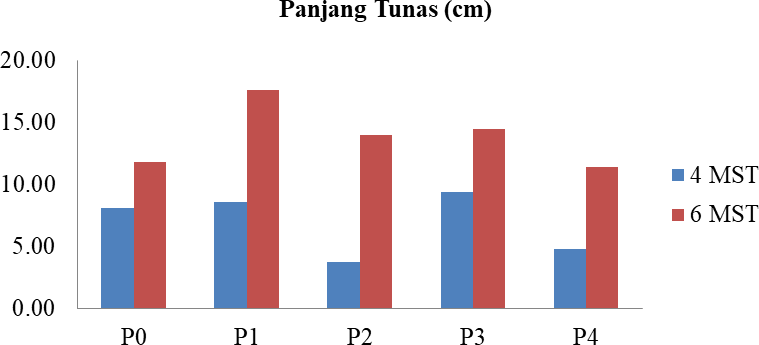 Panjang Tunas (cm)
20.00
15.00
10.00
5.00
0.00
P0 P1 P2 P3 P4
4 MST
6 MST